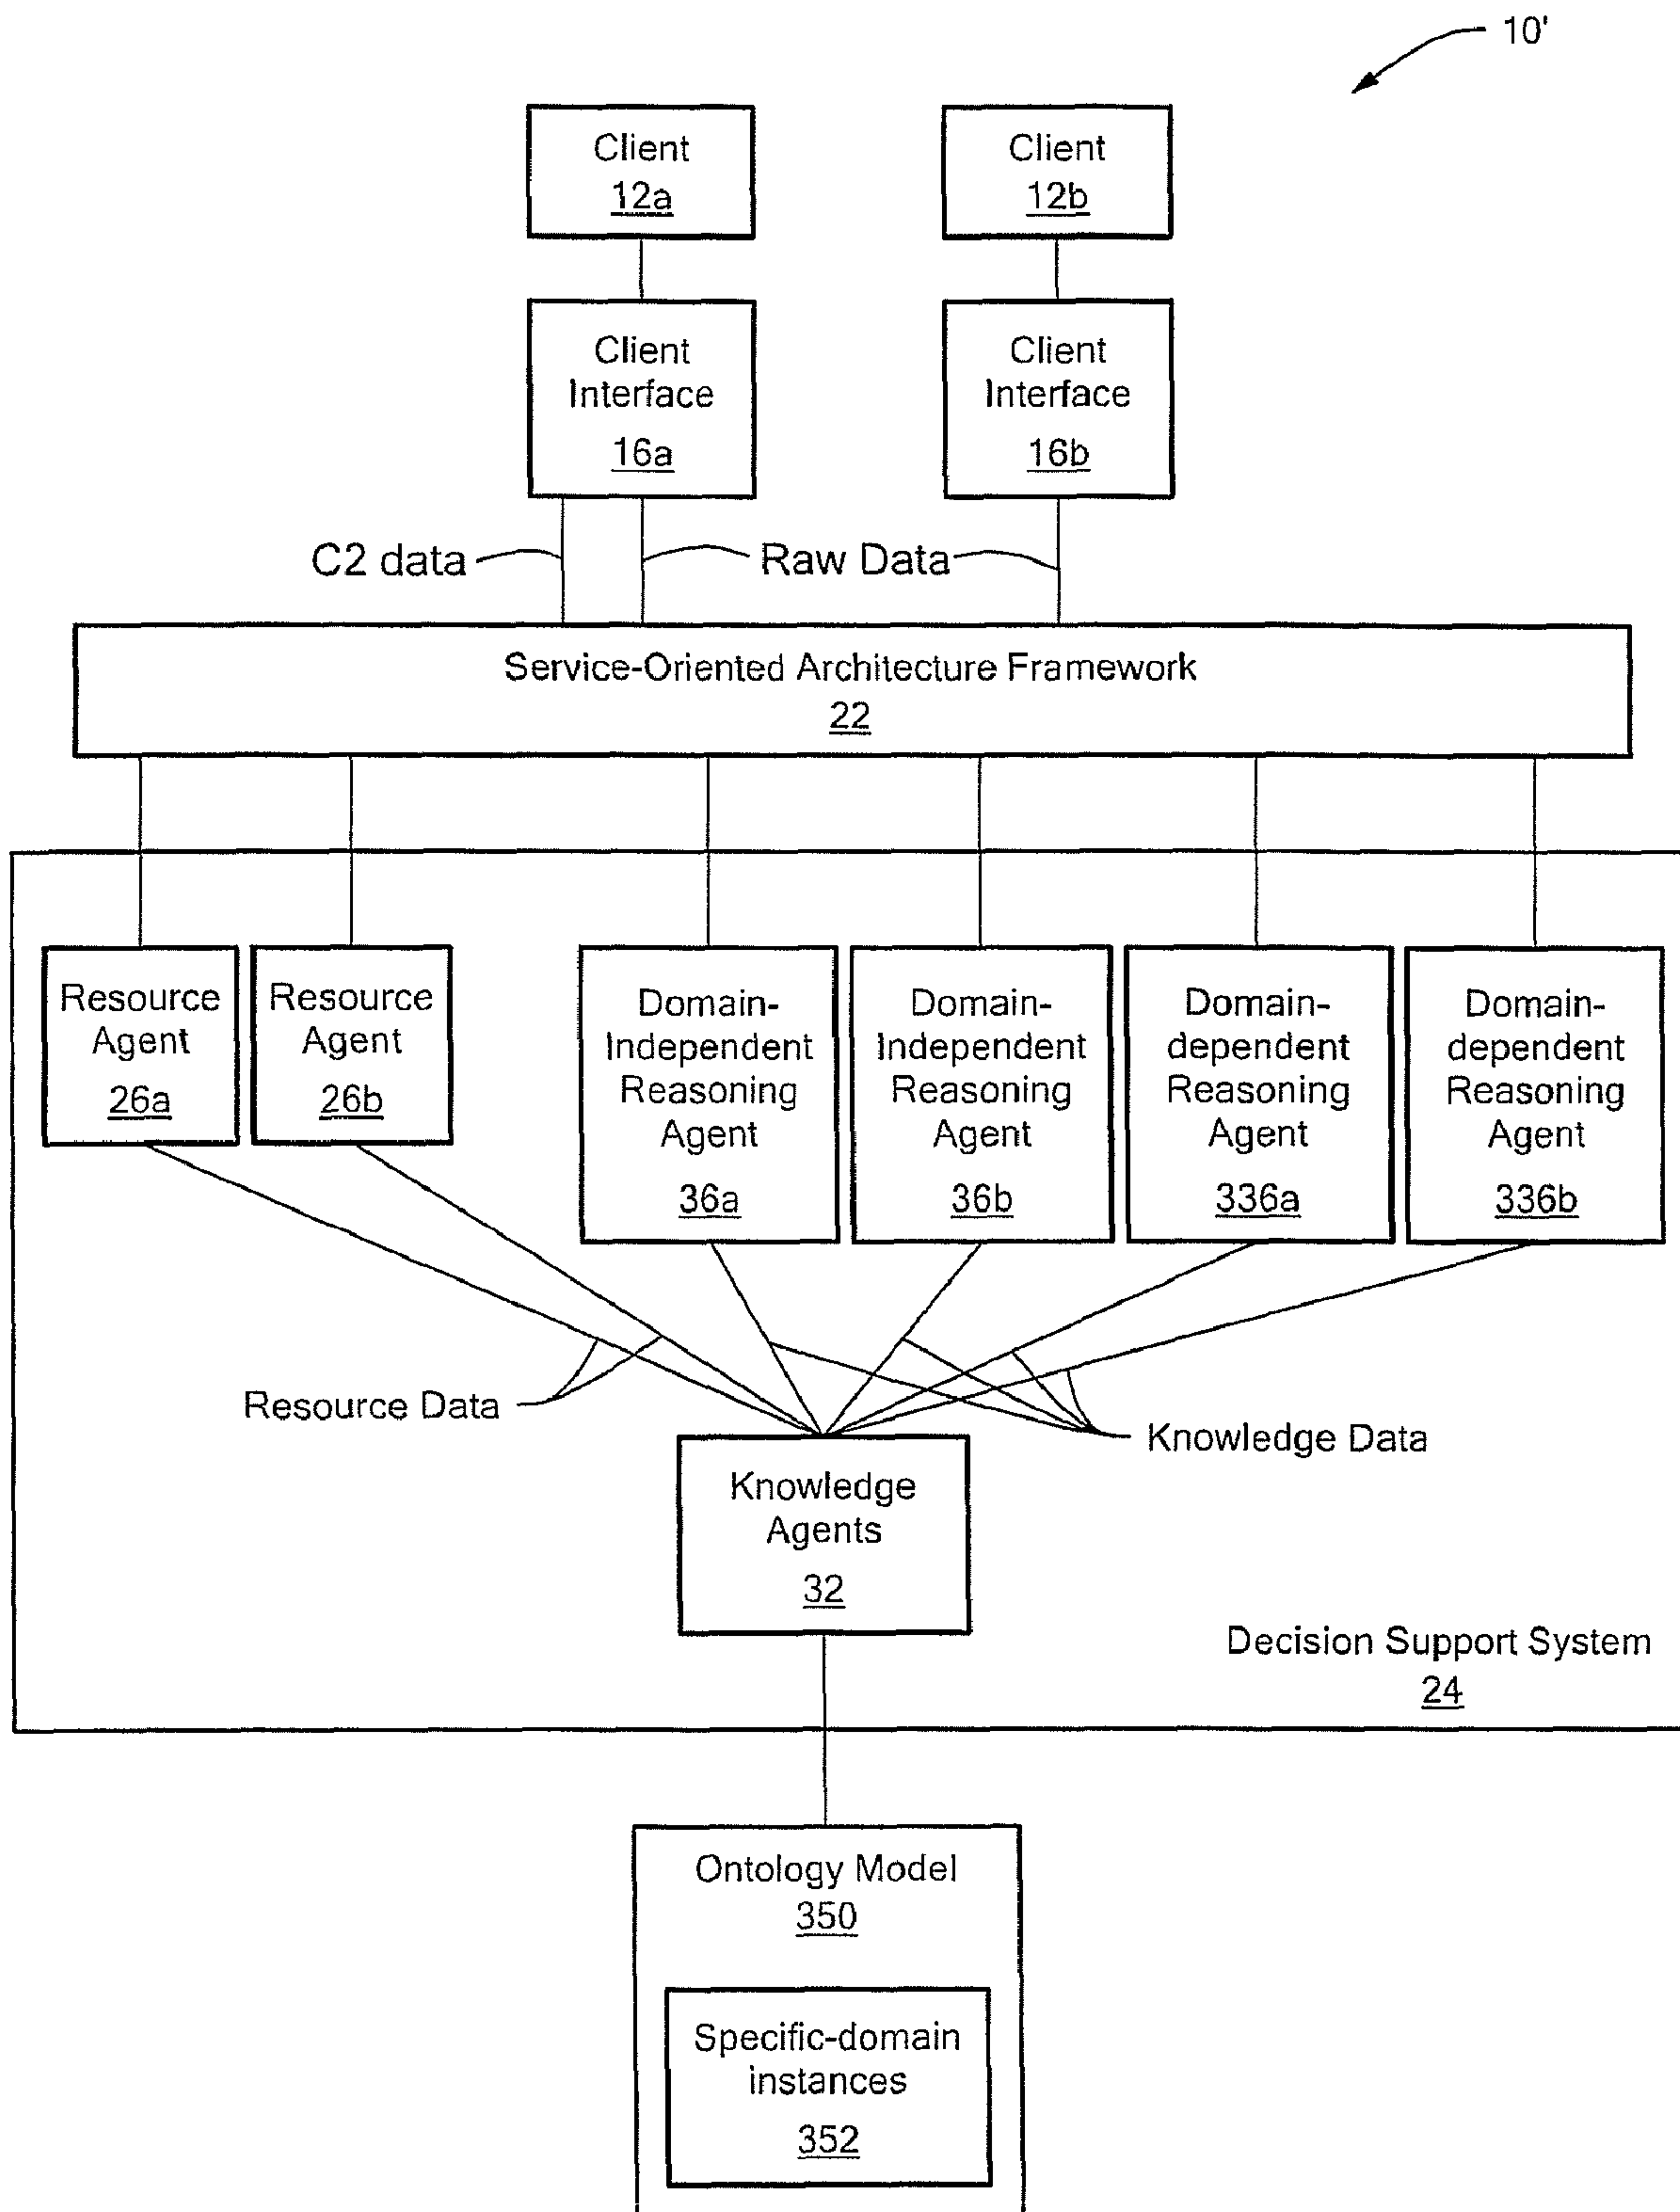 10'
Client
12a
Client
12b
Client
Interface
16a
Client
Interface
16b
C2 data
Raw Data
Service-Oriented Architecture Framework
22
Resource
Agent
26a
Resource
Agent
26b
Domain-
Independent
Reasoning
Agent
36a
Domain-
Independent
Reasoning
Agent
36b
Domain-
dependent
Reasoning
Agent
336a
Domain-
dependent
Reasoning
Agent
336b
Resource Data
Knowledge Data
Knowledge
Agents
32
Decision Support System
24
Ontology Model
350
Specific-domain
instances
352